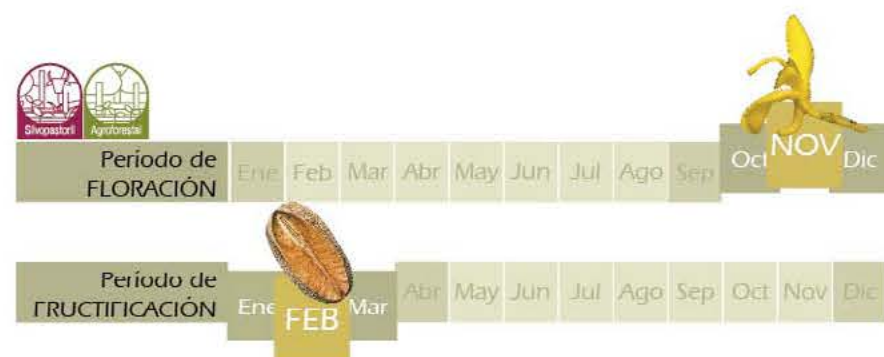 Silvopastoril Agroforestal
Período de
FLORACIÓN
Ene Feb Mar Abr May Jun Jul Ago Sep Oct NOV Dic
Período de
FRUCTIFICACIÓN
Ene FEB Mar Abr May Jun Jul Ago Sep Oct Nov Dic